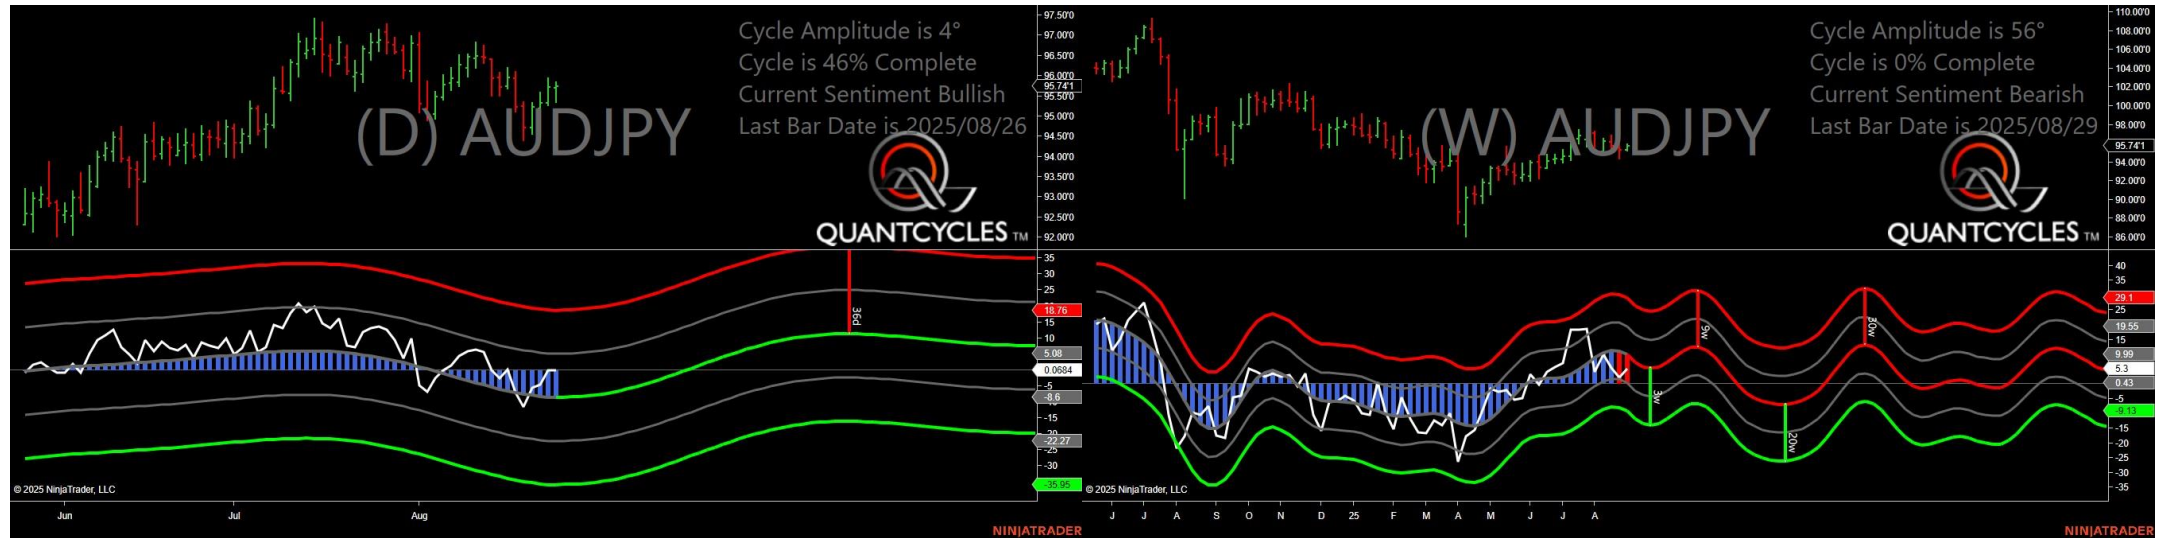 Cycle Amplitude is 4°
Cycle is 46% Complete
Current Sentiment Bullish
Last Bar Date is 2025/08/26
(D) AUDJPY
QUANTCYCLES TM
97.50'0
97.00'0
96.50'0
96.00'0
95.74'1
95.50'0
95.00'0
94.50'0
94.00'0
93.50'0
93.00'0
92.50'0
92.00'0
36d
35
30
25
18.76
15
10
5.08
0.0684
-5
-8.6
-15
-22.27
-25
-30
-35.95
© 2025 NinjaTrader, LLC
Jun Jul Aug
NINJATRADER
Cycle Amplitude is 56°
Cycle is 0% Complete
Current Sentiment Bearish
Last Bar Date is 2025/08/29
(W) AUDJPY
QUANTCYCLES TM
110.00'0
108.00'0
106.00'0
104.00'0
102.00'0
100.00'0
98.00'0
95.74'1
94.00'0
92.00'0
90.00'0
88.00'0
86.00'0
3w
9w
20w
30w
40
35
29.1
25
19.55
15
9.99
5.3
0.43
-5
-9.13
-15
-20
-25
-30
-35
© 2025 NinjaTrader, LLC
J J A S O N D 25 F M A M J J A
NINJATRADER